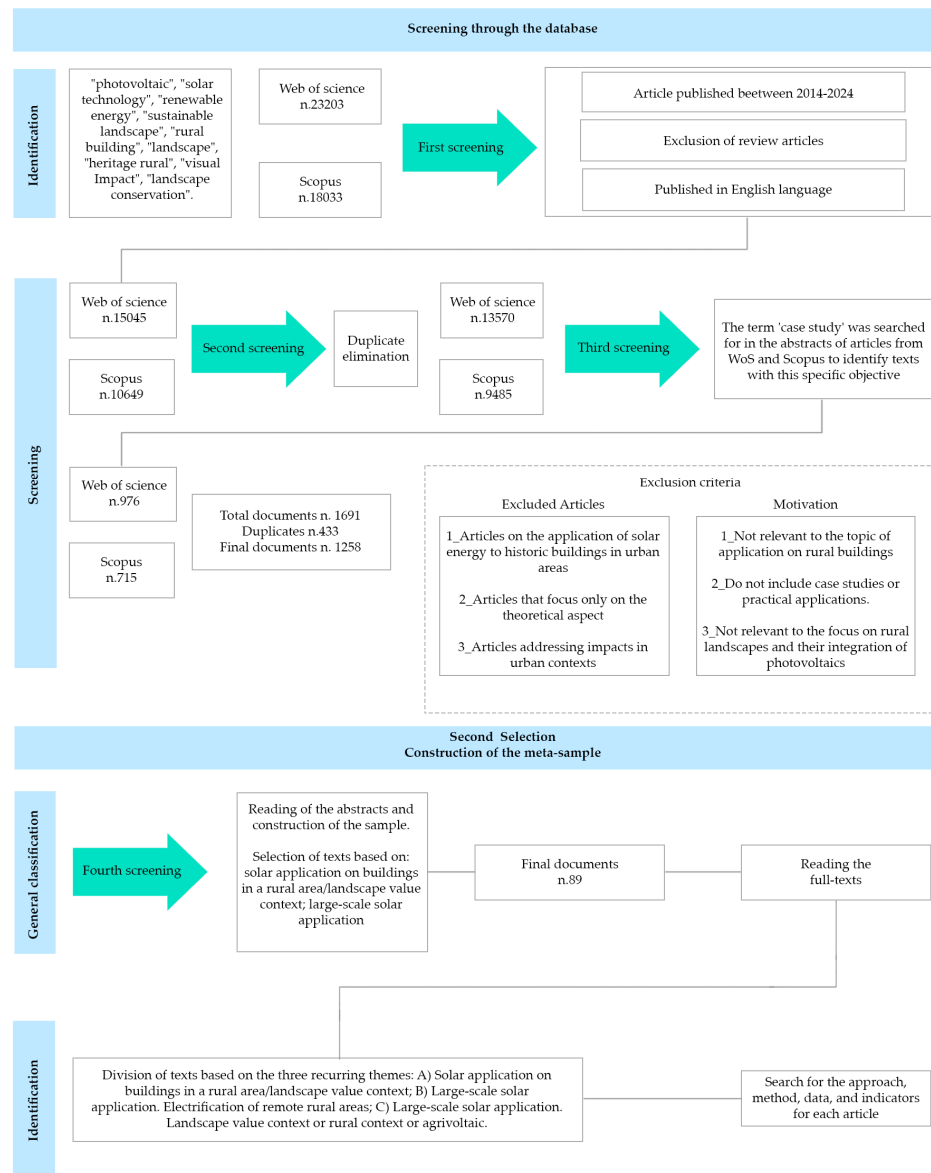 Screening through the database
Identification
"photovoltaic", "solar
technology", "renewable
energy", "sustainable
landscape", "rural
building", "landscape",
"heritage rural", "visual
Impact", "landscape
conservation".
Web of science
n.23203
Scopus
n.18033
First screening
Article published beetween 2014-2024
Exclusion of review articles
Published in English language
Screening
Web of science
n.15045
Scopus
n.10649
Second screening
Duplicate
elimination
Web of science
n.13570
Scopus
n.9485
Third screening
The term 'case study' was searched
for in the abstracts of articles from
WoS and Scopus to identify texts
with this specific objective
Web of science
n.976
Scopus
n.715
Total documents n. 1691
Duplicates n.433
Final documents n. 1258
Exclusion criteria
Excluded Articles
1_Articles on the application of solar
energy to historic buildings in urban
areas
2_Articles that focus only on the
theoretical aspect
3_Articles addressing impacts in
urban contexts
Motivation
1_Not relevant to the topic of
application on rural buildings
2_Do not include case studies or
practical applications.
3_Not relevant to the focus on rural
landscapes and their integration of
photovoltaics
Second Selection
Construction of the meta-sample
General classification
Fourth screening
Reading of the abstracts and
construction of the sample.
Selection of texts based on:
solar application on buildings
in a rural area/landscape value
context; large-scale solar
application
Final documents
n.89
Reading the
full-texts
Identification
Division of texts based on the three recurring themes: A) Solar application on
buildings in a rural area/landscape value context; B) Large-scale solar
application. Electrification of remote rural areas; C) Large-scale solar application.
Landscape value context or rural context or agrivoltaic.
Search for the approach,
method, data, and indicators
for each article